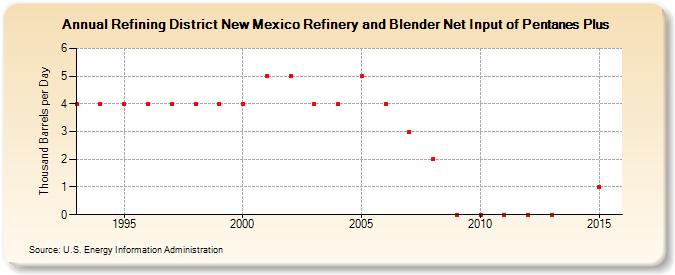 Annual Refining District New Mexico Refinery and Blender Net Input of Pentanes Plus
Thousand Barrels per Day
6
5
4
3
2
1
0
1995 2000 2005 2010 2015
Source: U.S. Energy Information Administration